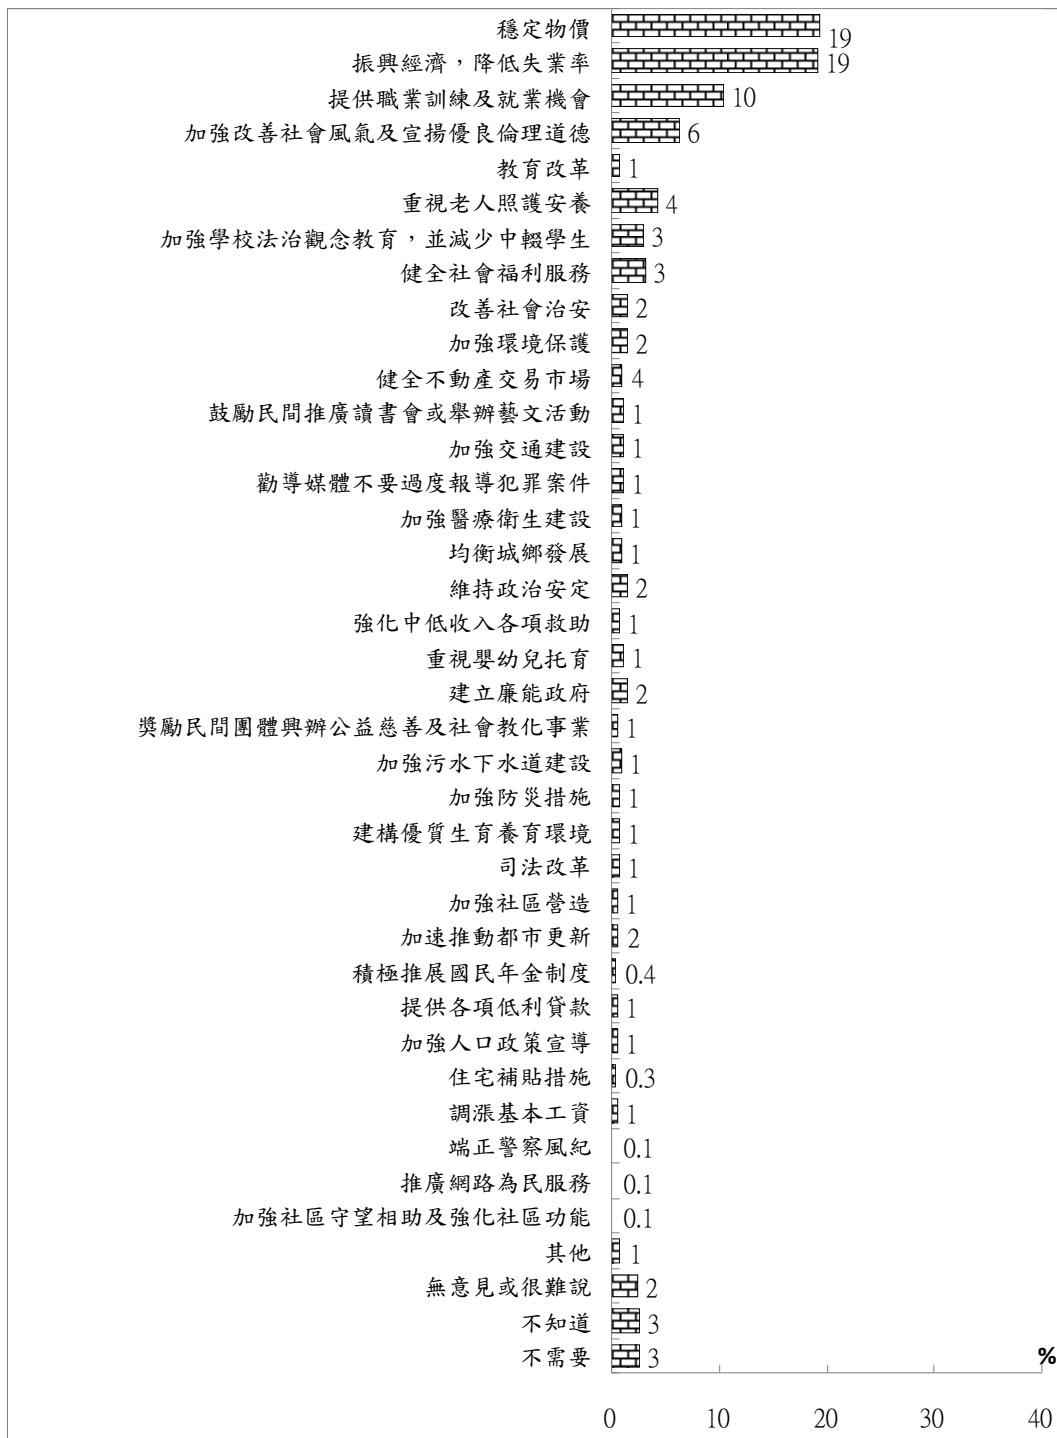 穩定物價 19
振興經濟，降低失業率 19
提供職業訓練及就業機會 10
加強改善社會風氣及宣揚優良倫理道德 6
教育改革 1
重視老人照護安養 4
加強學校法治觀念教育，並減少中輟學生 3
健全社會福利服務 3
改善社會治安 2
加強環境保護 2
健全不動產交易市場 4
鼓勵民間推廣讀書會或舉辦藝文活動 1
加強交通建設 1
勸導媒體不要過度報導犯罪案件 1
加強醫療衛生建設 1
均衡城鄉發展 1
維持政治安定 2
強化中低收入各項救助 1
重視嬰幼兒托育 1
建立廉能政府 2
獎勵民間團體興辦公益慈善及社會教化事業 1
加強污水下水道建設 1
加強防災措施 1
建構優質生育養育環境 1
司法改革 1
加強社區營造 1
加速推動都市更新 2
積極推展國民年金制度 0.4
提供各項低利貸款 1
加強人口政策宣導 1
住宅補貼措施 0.3
調漲基本工資 1
端正警察風紀 0.1
推廣網路為民服務 0.1
加強社區守望相助及強化社區功能 0.1
其他 1
無意見或很難說 2
不知道 3
不需要 3
%
0 10 20 30 40